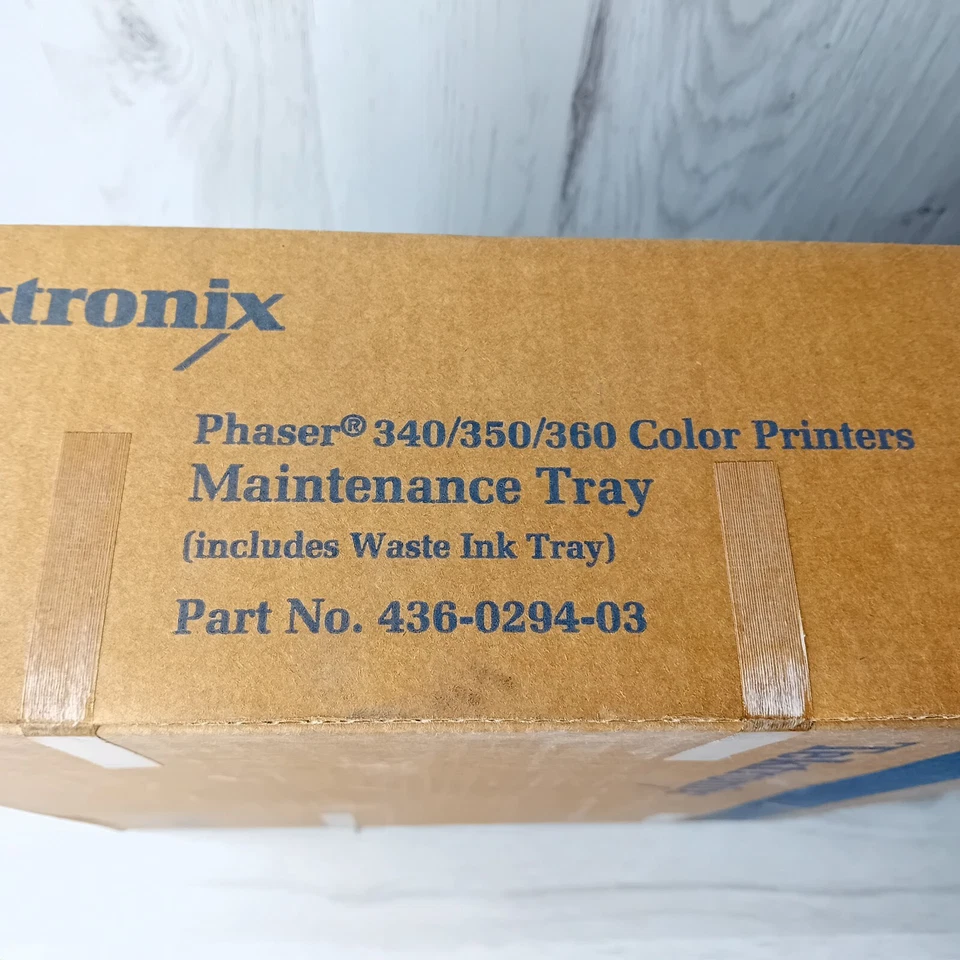 ktronix
Phaser® 340/350/360 Color Printers
Maintenance Tray
(includes Waste Ink Tray)
Part No. 436-0294-03